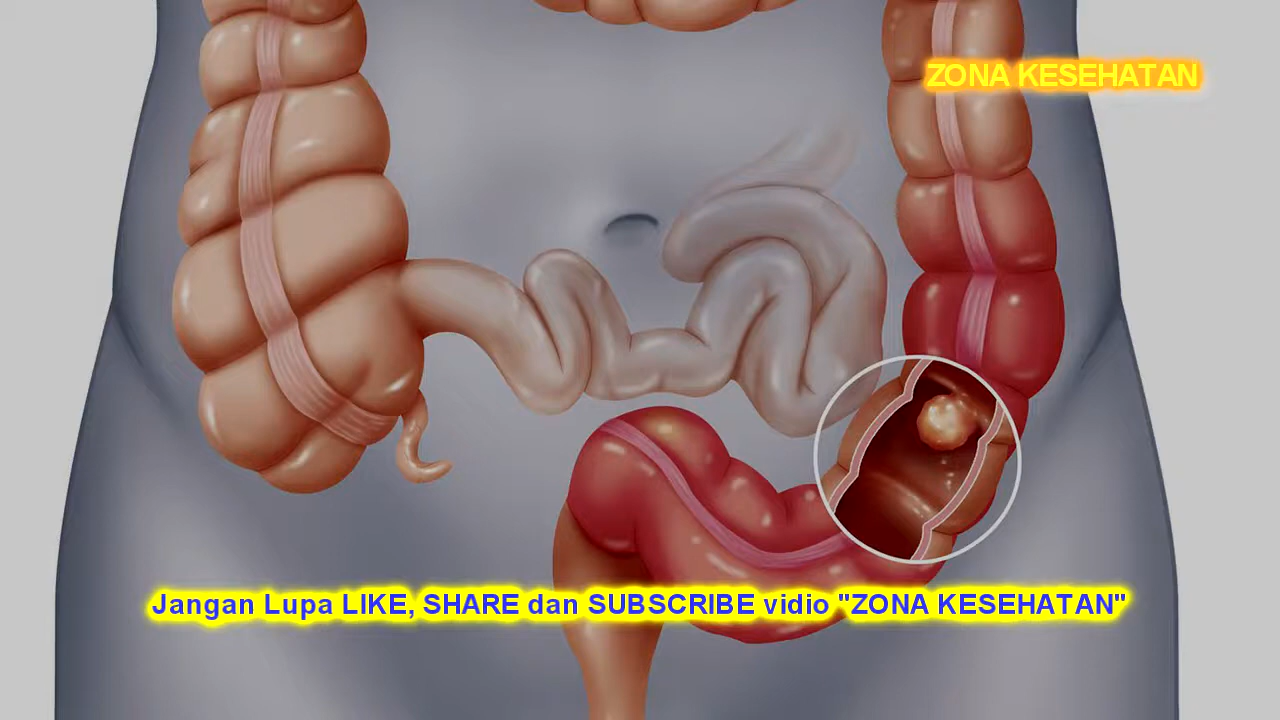 ZONA KESEHATAN
Jangan Lupa LIKE, SHARE dan SUBSCRIBE vidio "ZONA KESEHATAN"